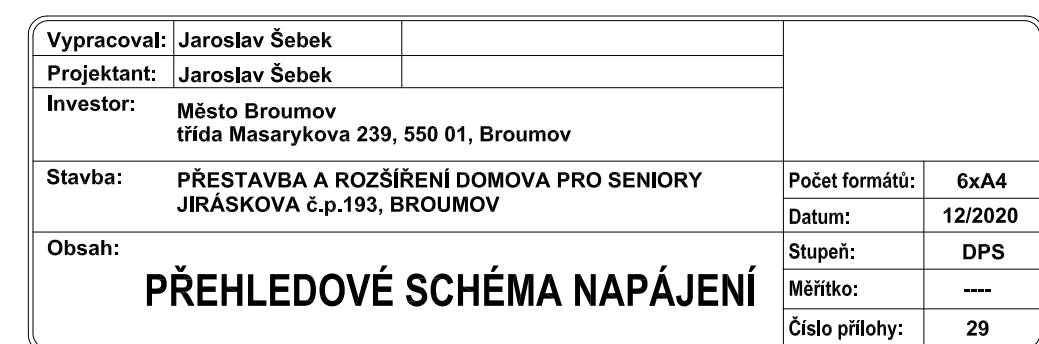 Vypracoval: Jaroslav Šebek
Projektant: Jaroslav Šebek
Investor: Město Broumov
třída Masarykova 239, 550 01, Broumov
Stavba: PŘESTAVBA A ROZŠÍŘENÍ DOMOVA PRO SENIORY
JIRÁSKOVA č.p.193, BROUMOV
Obsah:
PŘEHLEDOVÉ SCHÉMA NAPÁJENÍ
Počet formátů: 6xA4
Datum: 12/2020
Stupeň: DPS
Měřítko: ----
Číslo přílohy: 29